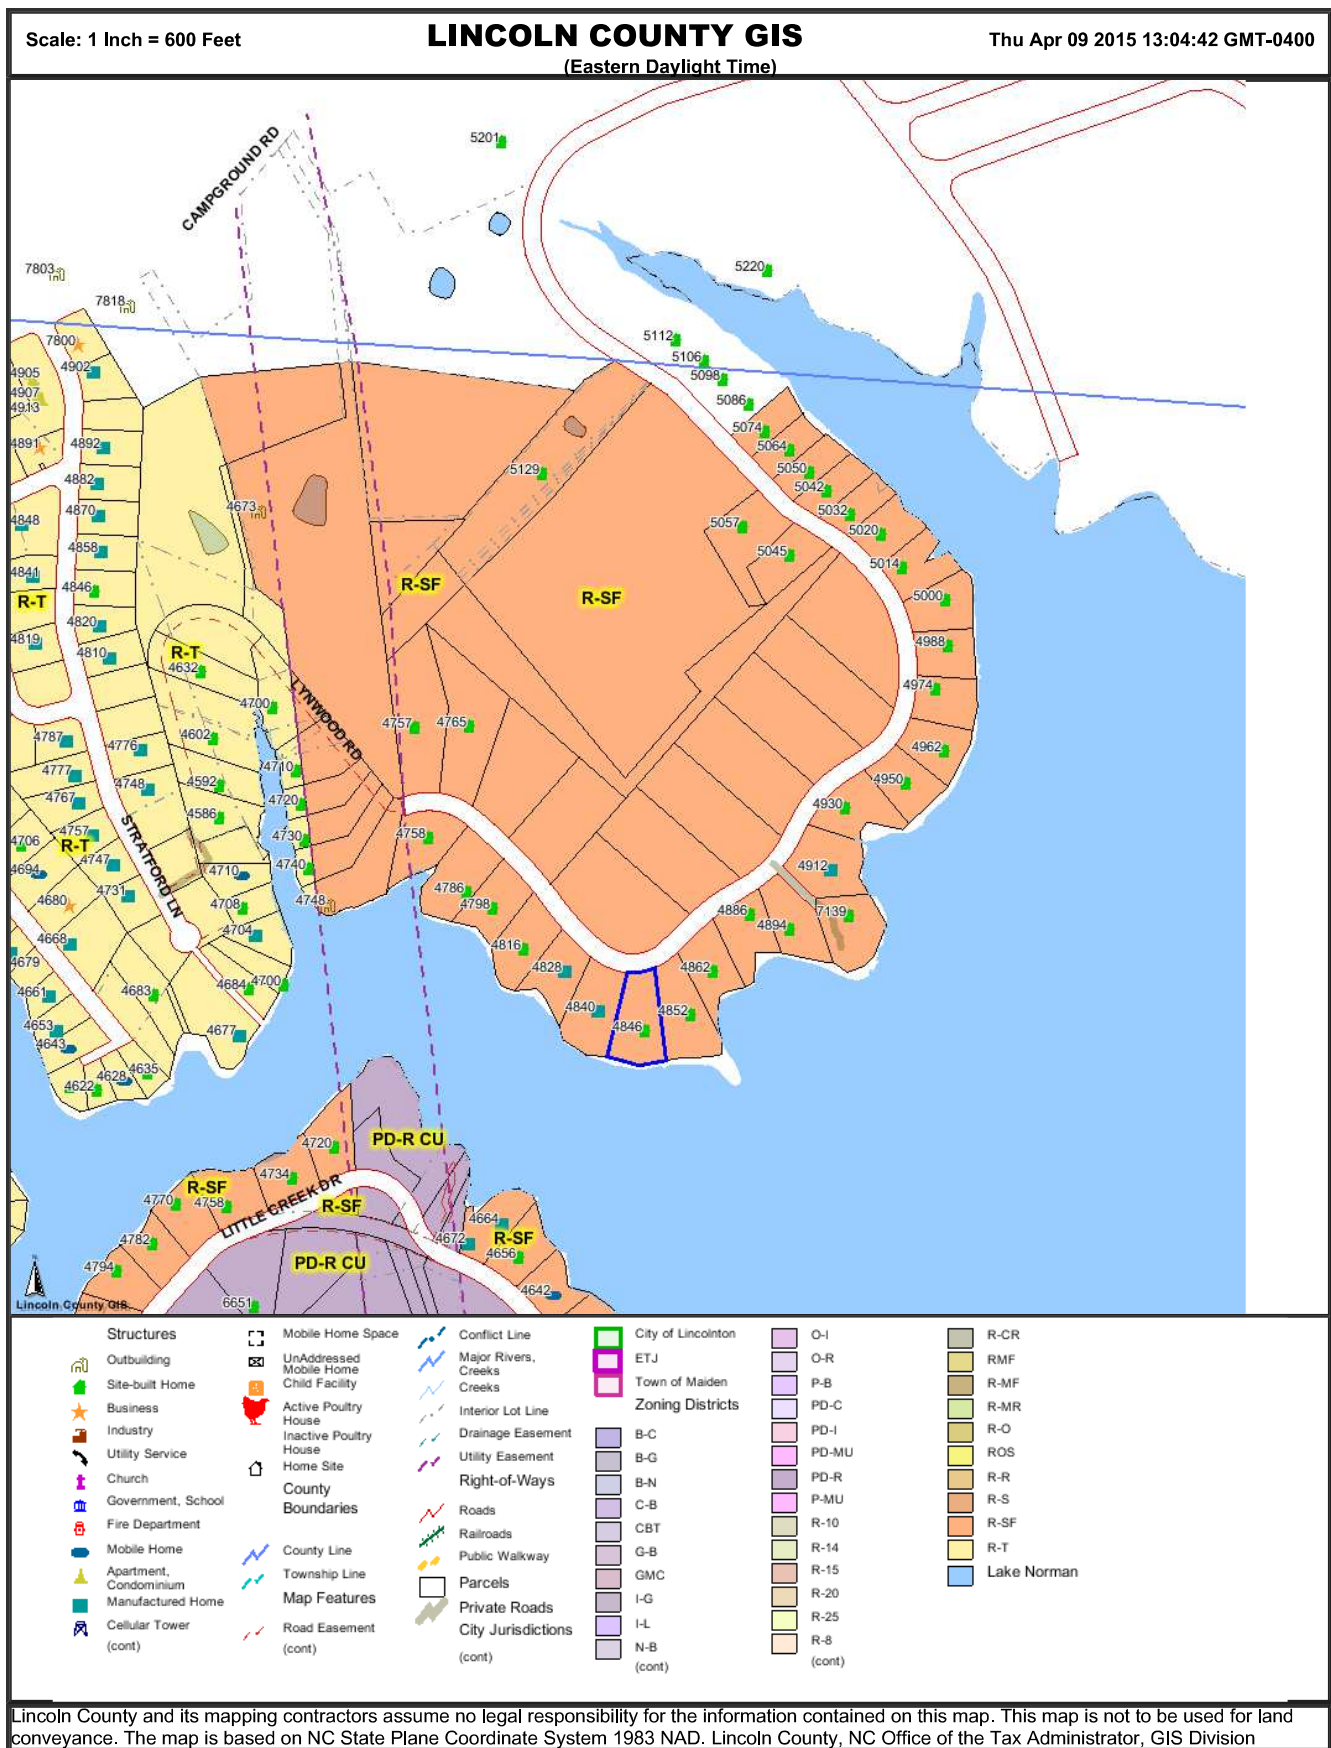 Scale: 1 Inch = 600 Feet
LINCOLN COUNTY GIS
Thu Apr 09 2015 13:04:42 GMT-0400
(Eastern Daylight Time)
CAMPGROUND RD
5201
7803
7818
5220
7800
4902
5112
5106
5098
5086
4905
4907
4913
4891
4892
4882
4870
4848
4858
4841
4846
R-T
4820
4819
4810
4673
5129
5074
5064
5050
5042
5032
5020
5014
5057
5045
5000
4988
4974
4962
4950
4930
4912
R-SF
R-SF
R-T
4632
4700
4602
LYNWOOD RD
4757
4765
4787
4776
4777
4748
4767
4592
4710
4720
4586
4730
4740
4758
4706
4757
R-T
4747
4694
4731
STRATFORD LN
4710
4680
4708
4704
4748
4786
4798
4668
4679
4816
4828
4840
4846
4852
4862
4886
4894
7139
4661
4683
4684
4700
4653
4643
4677
4622
4628
4635
PD-R CU
4720
4734
R-SF
4770
4758
LITTLE CREEK DR
R-SF
4782
4794
PD-R CU
4664
4672
R-SF
4656
4642
6651
Lincoln County GIS
Structures
Outbuilding
Site-built Home
Business
Industry
Utility Service
Church
Government, School
Fire Department
Mobile Home
Apartment,
Condominium
Manufactured Home
Cellular Tower
(cont)
Mobile Home Space
UnAddressed
Mobile Home
Child Facility
Active Poultry
House
Inactive Poultry
House
Home Site
County
Boundaries
County Line
Township Line
Map Features
Road Easement
(cont)
Conflict Line
Major Rivers,
Creeks
Creeks
Interior Lot Line
Drainage Easement
Utility Easement
Right-of-Ways
Roads
Railroads
Public Walkway
Parcels
Private Roads
City Jurisdictions
(cont)
City of Lincolnton
ETJ
Town of Maiden
Zoning Districts
B-C
B-G
B-N
C-B
CBT
G-B
GMC
I-G
I-L
N-B
(cont)
O-I
O-R
P-B
PD-C
PD-I
PD-MU
PD-R
P-MU
R-10
R-14
R-15
R-20
R-25
R-8
(cont)
R-CR
RMF
R-MF
R-MR
R-O
ROS
R-R
R-S
R-SF
R-T
Lake Norman
Lincoln County and its mapping contractors assume no legal responsibility for the information contained on this map. This map is not to be used for land
conveyance. The map is based on NC State Plane Coordinate System 1983 NAD. Lincoln County, NC Office of the Tax Administrator, GIS Division